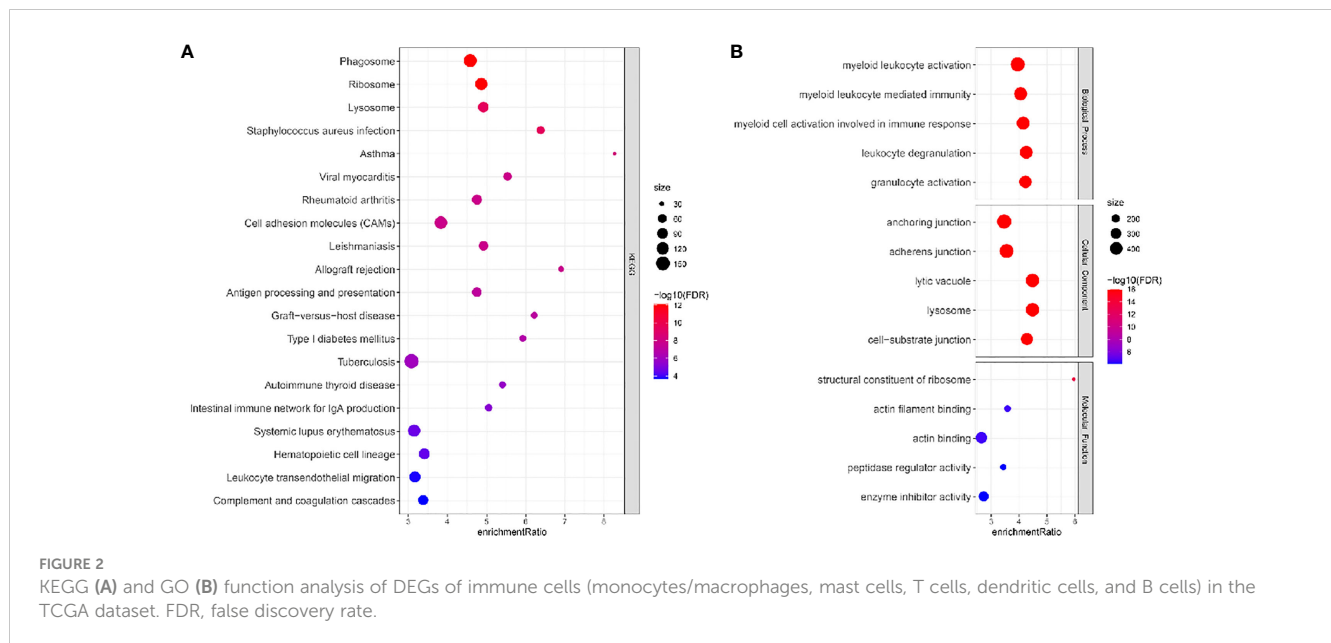 A
Phagosome
Ribosome
Lysosome
Staphylococcus aureus infection
Asthma
Viral myocarditis
Rheumatoid arthritis
Cell adhesion molecules (CAMs)
Leishmaniasis
Allograft rejection
Antigen processing and presentation
Graft−versus−host disease
Type I diabetes mellitus
Tuberculosis
Autoimmune thyroid disease
Intestinal immune network for IgA production
Systemic lupus erythematosus
Hematopoietic cell lineage
Leukocyte transendothelial migration
Complement and coagulation cascades
3 4 5 6 7 8
enrichmentRatio
KEGG
size
30
60
90
120
150
−log10(FDR)
12
10
8
6
4
B
myeloid leukocyte activation
myeloid leukocyte mediated immunity
myeloid cell activation involved in immune response
leukocyte degranulation
granulocyte activation
Biological_Process
anchoring junction
adherens junction
lytic vacuole
lysosome
cell−substrate junction
Cellular_Component
structural constituent of ribosome
actin filament binding
actin binding
peptidase regulator activity
enzyme inhibitor activity
Molecular_Function
3 4 5 6
enrichmentRatio
size
200
300
400
−log10(FDR)
16
14
12
10
8
6
FIGURE 2
KEGG (A) and GO (B) function analysis of DEGs of immune cells (monocytes/macrophages, mast cells, T cells, dendritic cells, and B cells) in the
TCGA dataset. FDR, false discovery rate.